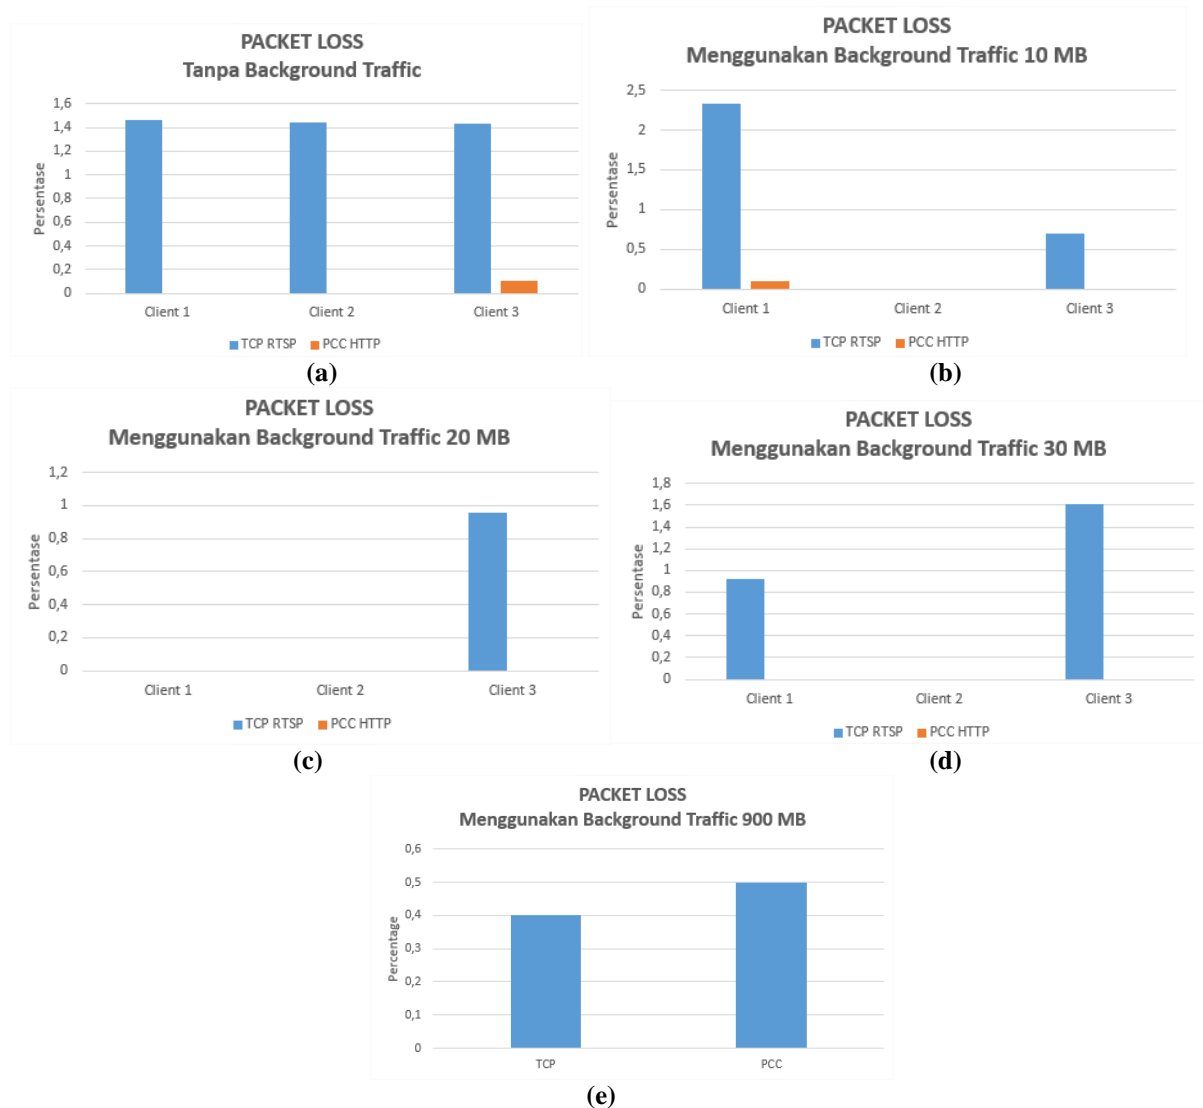 PACKET LOSS
Tanpa Background Traffic
1,6
1,4
1,2
1
0,8
0,6
0,4
0,2
0
Persentase
Client 1
Client 2
Client 3
TCP RTSP
PCC HTTP
(a)
PACKET LOSS
Menggunakan Background Traffic 10 MB
2,5
2
1,5
1
0,5
0
Persentase
Client 1
Client 2
Client 3
TCP RTSP
PCC HTTP
(b)
PACKET LOSS
Menggunakan Background Traffic 20 MB
1,2
1
0,8
0,6
0,4
0,2
0
Persentase
Client 1
Client 2
Client 3
TCP RTSP
PCC HTTP
(c)
PACKET LOSS
Menggunakan Background Traffic 30 MB
1,8
1,6
1,4
1,2
1
0,8
0,6
0,4
0,2
0
Persentase
Client 1
Client 2
Client 3
TCP RTSP
PCC HTTP
(d)
PACKET LOSS
Menggunakan Background Traffic 900 MB
0,6
0,5
0,4
0,3
0,2
0,1
0
Percentage
TCP
PCC
(e)